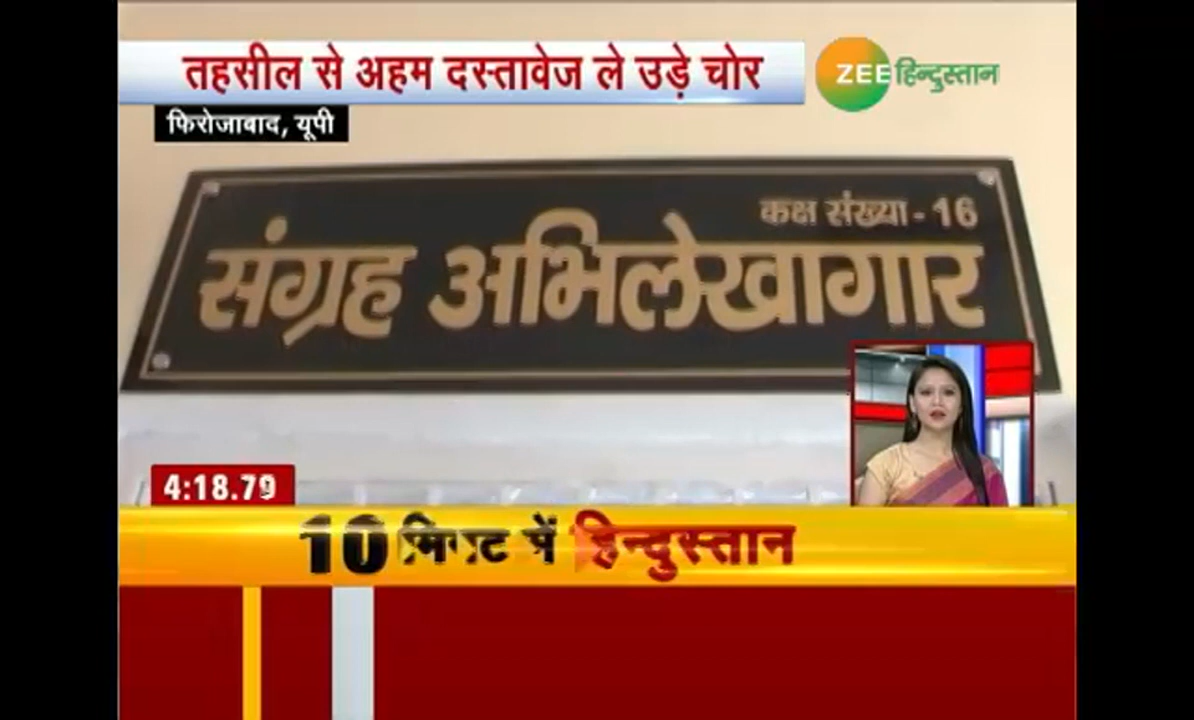 तहसील से अहम दस्तावेज ले उड़े चोर
ZEE हिन्दुस्तान
फिरोजाबाद, यूपी
कक्ष संख्या - 16
संग्रह अभिलेखागार
4:18.79
10 मिनट में हिन्दुस्तान